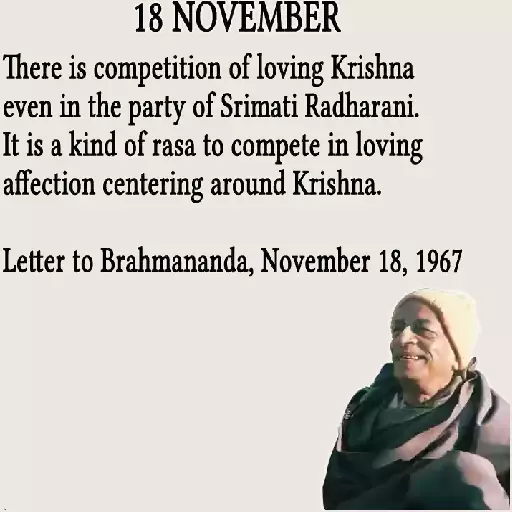 18 NOVEMBER
There is competition of loving Krishna
even in the party of Srimati Radharani.
It is a kind of rasa to compete in loving
affection centering around Krishna.
Letter to Brahmananda, November 18, 1967